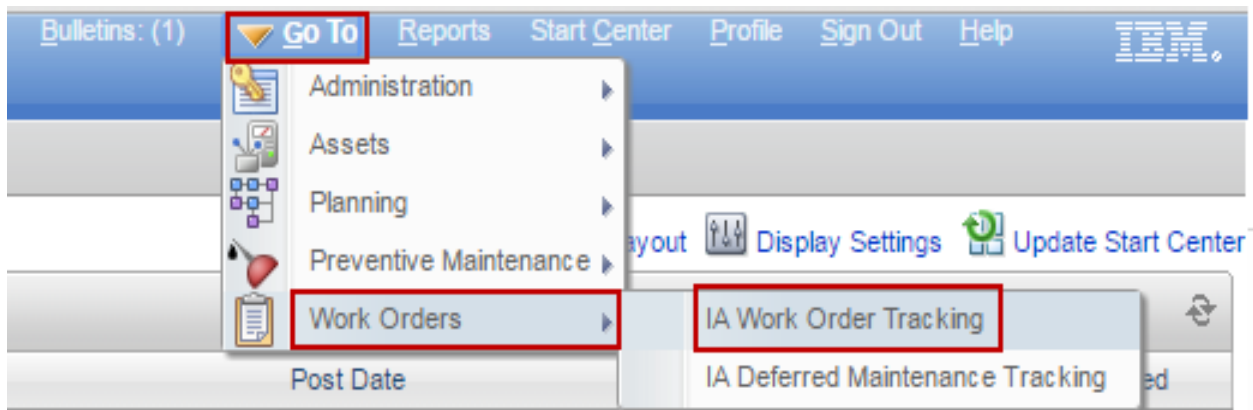 Bulletins: (1) Go To Reports Start Center Profile Sign Out Help IBM.
Administration
Assets
Planning
ayout Display Settings Update Start Center
Preventive Maintenance
Work Orders IA Work Order Tracking
Post Date IA Deferred Maintenance Tracking ed